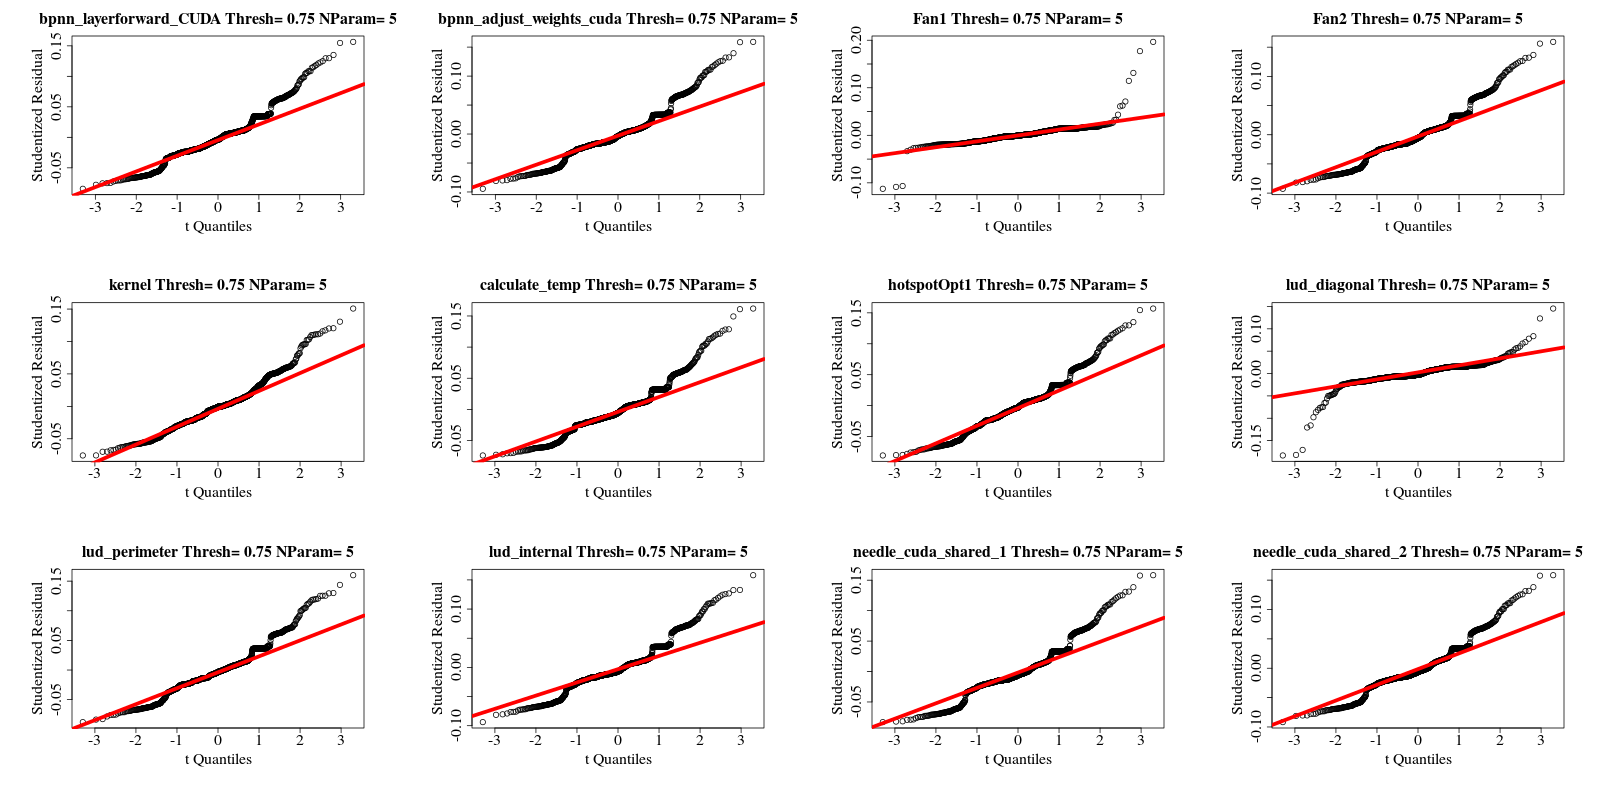 bpnn_layerforward_CUDA Thresh= 0.75 NParam= 5
Studentized Residual
-0.05 0.05 0.15
-3 -2 -1 0 1 2 3
t Quantiles
bpnn_adjust_weights_cuda Thresh= 0.75 NParam= 5
Studentized Residual
-0.10 0.00 0.10
-3 -2 -1 0 1 2 3
t Quantiles
Fan1 Thresh= 0.75 NParam= 5
Studentized Residual
-0.10 0.00 0.10 0.20
-3 -2 -1 0 1 2 3
t Quantiles
Fan2 Thresh= 0.75 NParam= 5
Studentized Residual
-0.10 0.00 0.10
-3 -2 -1 0 1 2 3
t Quantiles
kernel Thresh= 0.75 NParam= 5
Studentized Residual
-0.05 0.05 0.15
-3 -2 -1 0 1 2 3
t Quantiles
calculate_temp Thresh= 0.75 NParam= 5
Studentized Residual
-0.05 0.05 0.15
-3 -2 -1 0 1 2 3
t Quantiles
hotspotOpt1 Thresh= 0.75 NParam= 5
Studentized Residual
-0.05 0.05 0.15
-3 -2 -1 0 1 2 3
t Quantiles
lud_diagonal Thresh= 0.75 NParam= 5
Studentized Residual
-0.15 0.00 0.10
-3 -2 -1 0 1 2 3
t Quantiles
lud_perimeter Thresh= 0.75 NParam= 5
Studentized Residual
-0.05 0.05 0.15
-3 -2 -1 0 1 2 3
t Quantiles
lud_internal Thresh= 0.75 NParam= 5
Studentized Residual
-0.10 0.00 0.10
-3 -2 -1 0 1 2 3
t Quantiles
needle_cuda_shared_1 Thresh= 0.75 NParam= 5
Studentized Residual
-0.05 0.05 0.15
-3 -2 -1 0 1 2 3
t Quantiles
needle_cuda_shared_2 Thresh= 0.75 NParam= 5
Studentized Residual
-0.10 0.00 0.10
-3 -2 -1 0 1 2 3
t Quantiles